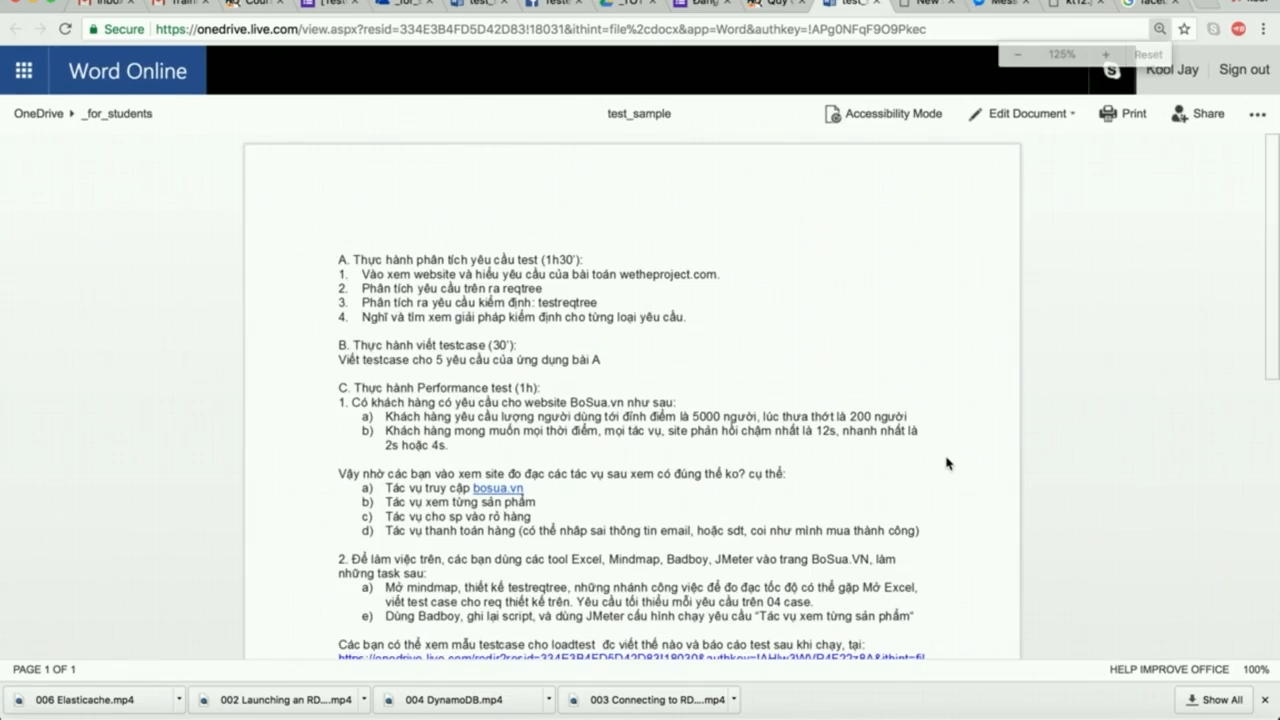 Secure
https://onedrive.live.com/view.aspx?resid=334E3B4FD5D42D83!18031&ithint=file%2cdocx&app=Word&authkey=!APg0NFqF9O9Pkec
− 125% + Reset
Word Online
Kool Jay
Sign out
OneDrive
_for_students
test_sample
Accessibility Mode
Edit Document
Print
Share
A. Thực hành phân tích yêu cầu test (1h30'):
1. Vào xem website và hiểu yêu cầu của bài toán wetheproject.com.
2. Phân tích yêu cầu trên ra reqtree
3. Phân tích ra yêu cầu kiểm định: testreqtree
4. Nghĩ và tìm xem giải pháp kiểm định cho từng loại yêu cầu.
B. Thực hành viết testcase (30'):
Viết testcase cho 5 yêu cầu của ứng dụng bài A
C. Thực hành Performance test (1h):
1. Có khách hàng có yêu cầu cho website BoSua.vn như sau:
a) Khách hàng yêu cầu lượng người dùng tới đỉnh điểm là 5000 người, lúc thưa thớt là 200 người
b) Khách hàng mong muốn mọi thời điểm, mọi tác vụ, site phản hồi chậm nhất là 12s, nhanh nhất là
2s hoặc 4s.
Vậy nhờ các bạn vào xem site đo đạc các tác vụ sau xem có đúng thế ko? cụ thể:
a) Tác vụ truy cập bosua.vn
b) Tác vụ xem từng sản phẩm
c) Tác vụ cho sp vào rỏ hàng
d) Tác vụ thanh toán hàng (có thể nhâp sai thông tin email, hoặc sdt, coi như mình mua thành công)
2. Để làm việc trên, các bạn dùng các tool Excel, Mindmap, Badboy, JMeter vào trang BoSua.VN, làm
những task sau:
a) Mở mindmap, thiết kế testreqtree, những nhánh công việc để đo đạc tốc độ có thể gặp Mở Excel,
viết test case cho req thiết kế trên. Yêu cầu tối thiểu mỗi yêu cầu trên 04 case.
e) Dùng Badboy, ghi lại script, và dùng JMeter cấu hình chạy yêu cầu "Tác vụ xem từng sản phẩm"
Các bạn có thể xem mẫu testcase cho loadtest đc viết thế nào và báo cáo test sau khi chạy, tại:
PAGE 1 OF 1
HELP IMPROVE OFFICE
100%
006 Elasticache.mp4
002 Launching an RD....mp4
004 DynamoDB.mp4
003 Connecting to RD....mp4
Show All